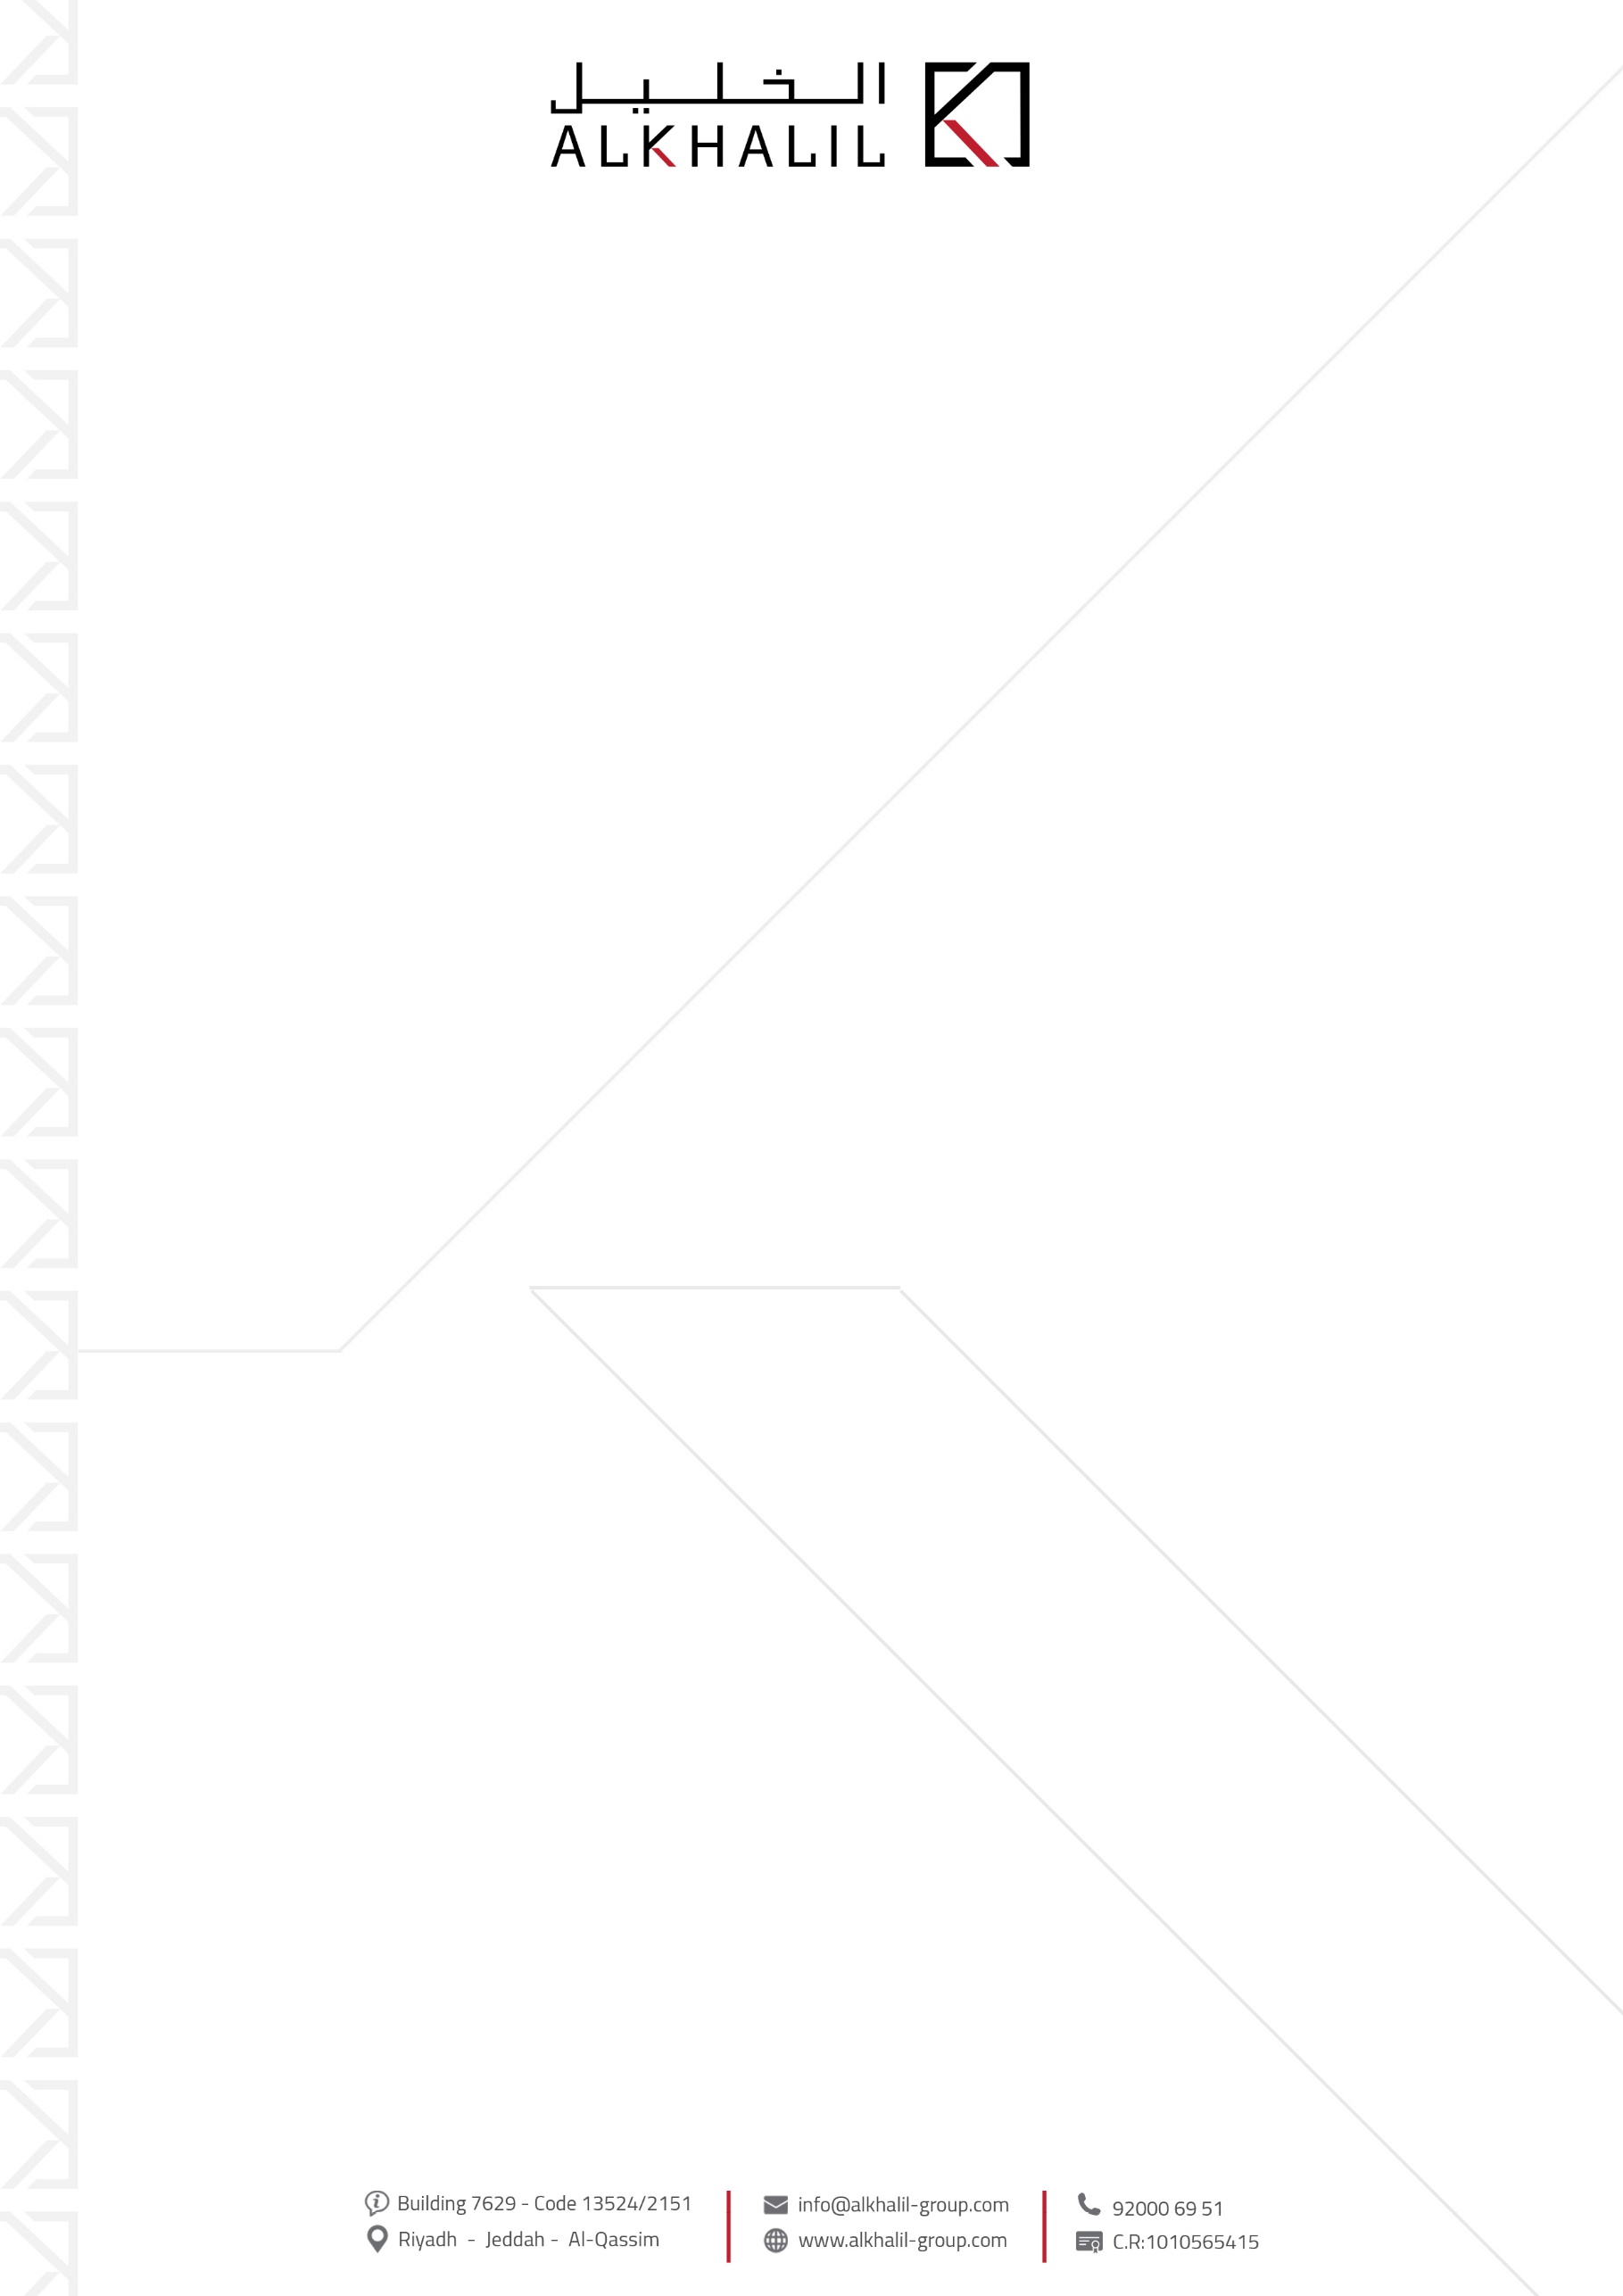 الخليل
ALKHALIL
Building 7629 - Code 13524/2151
Riyadh - Jeddah - Al-Qassim
info@alkhalil-group.com
www.alkhalil-group.com
92000 69 51
C.R:1010565415